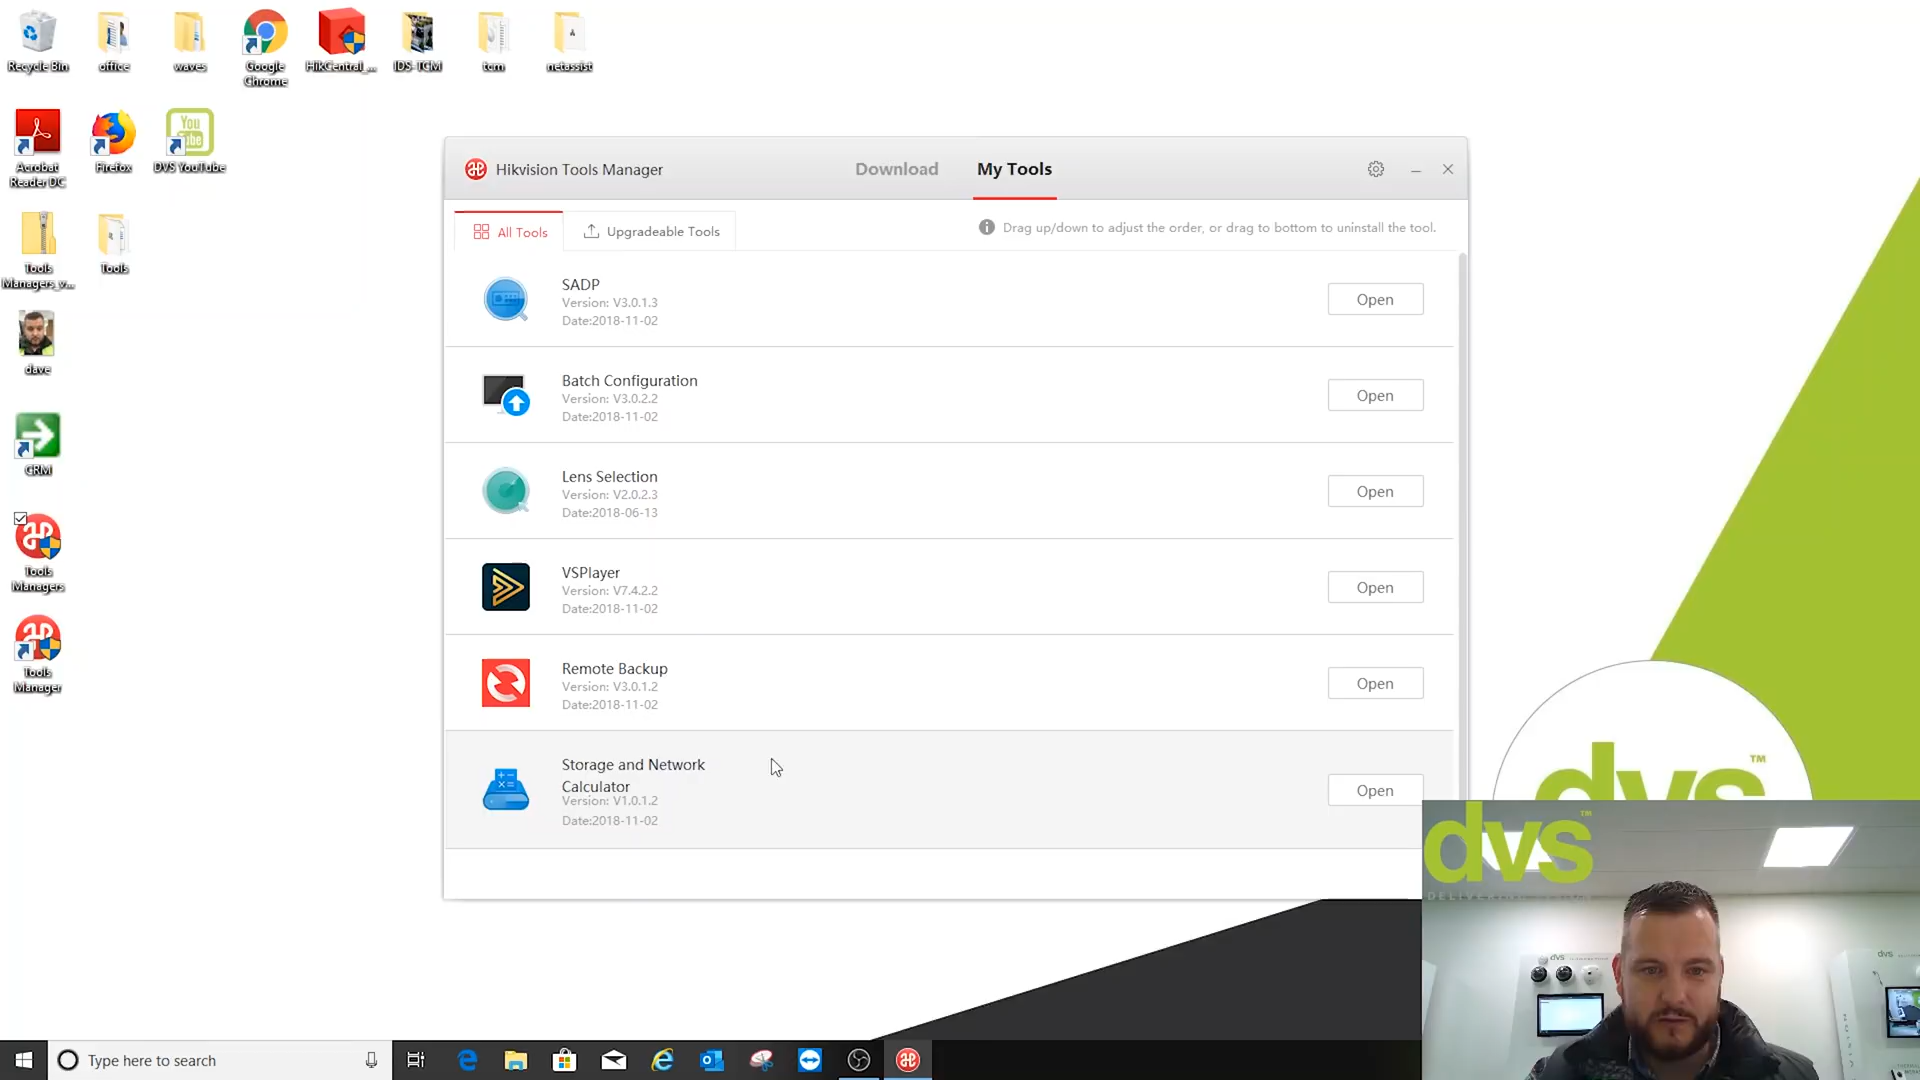 Recycle Bin
office
waves
Google
Chrome
HikCentral_...
IDS-TCM
tcm
netassist
Acrobat
Reader DC
Firefox
You
Tube
DVS YouTube
Tools
Managers_v...
Tools
dave
CRM
Tools
Managers
Tools
Manager
Hikvision Tools Manager
Download
My Tools
All Tools
Upgradeable Tools
Drag up/down to adjust the order, or drag to bottom to uninstall the tool.
SADP
Version: V3.0.1.3
Date:2018-11-02
Open
Batch Configuration
Version: V3.0.2.2
Date:2018-11-02
Open
Lens Selection
Version: V2.0.2.3
Date:2018-06-13
Open
VSPlayer
Version: V7.4.2.2
Date:2018-11-02
Open
Remote Backup
Version: V3.0.1.2
Date:2018-11-02
Open
Storage and Network
Calculator
Version: V1.0.1.2
Date:2018-11-02
Open
dvs™
dvs™
dvs
dvs
Type here to search